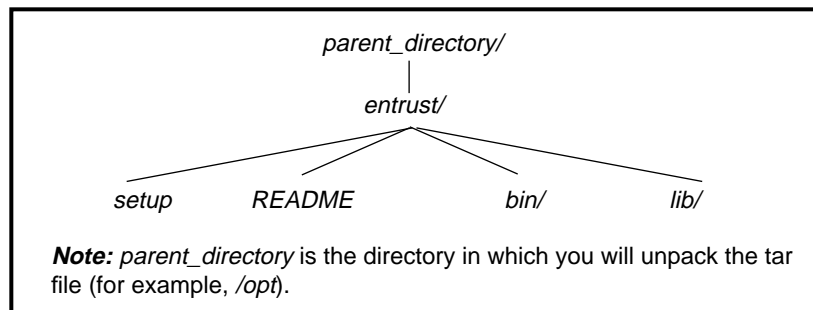 parent_directory/
entrust/
setup README bin/ lib/
Note: parent_directory is the directory in which you will unpack the tar
file (for example, /opt).